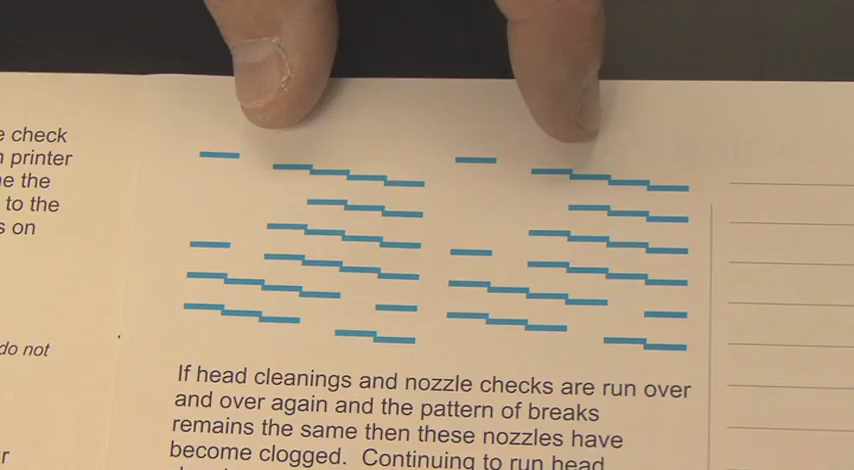 e check
printer
e the
to the
s on
do not
If head cleanings and nozzle checks are run over
and over again and the pattern of breaks
remains the same then these nozzles have
become clogged. Continuing to run head